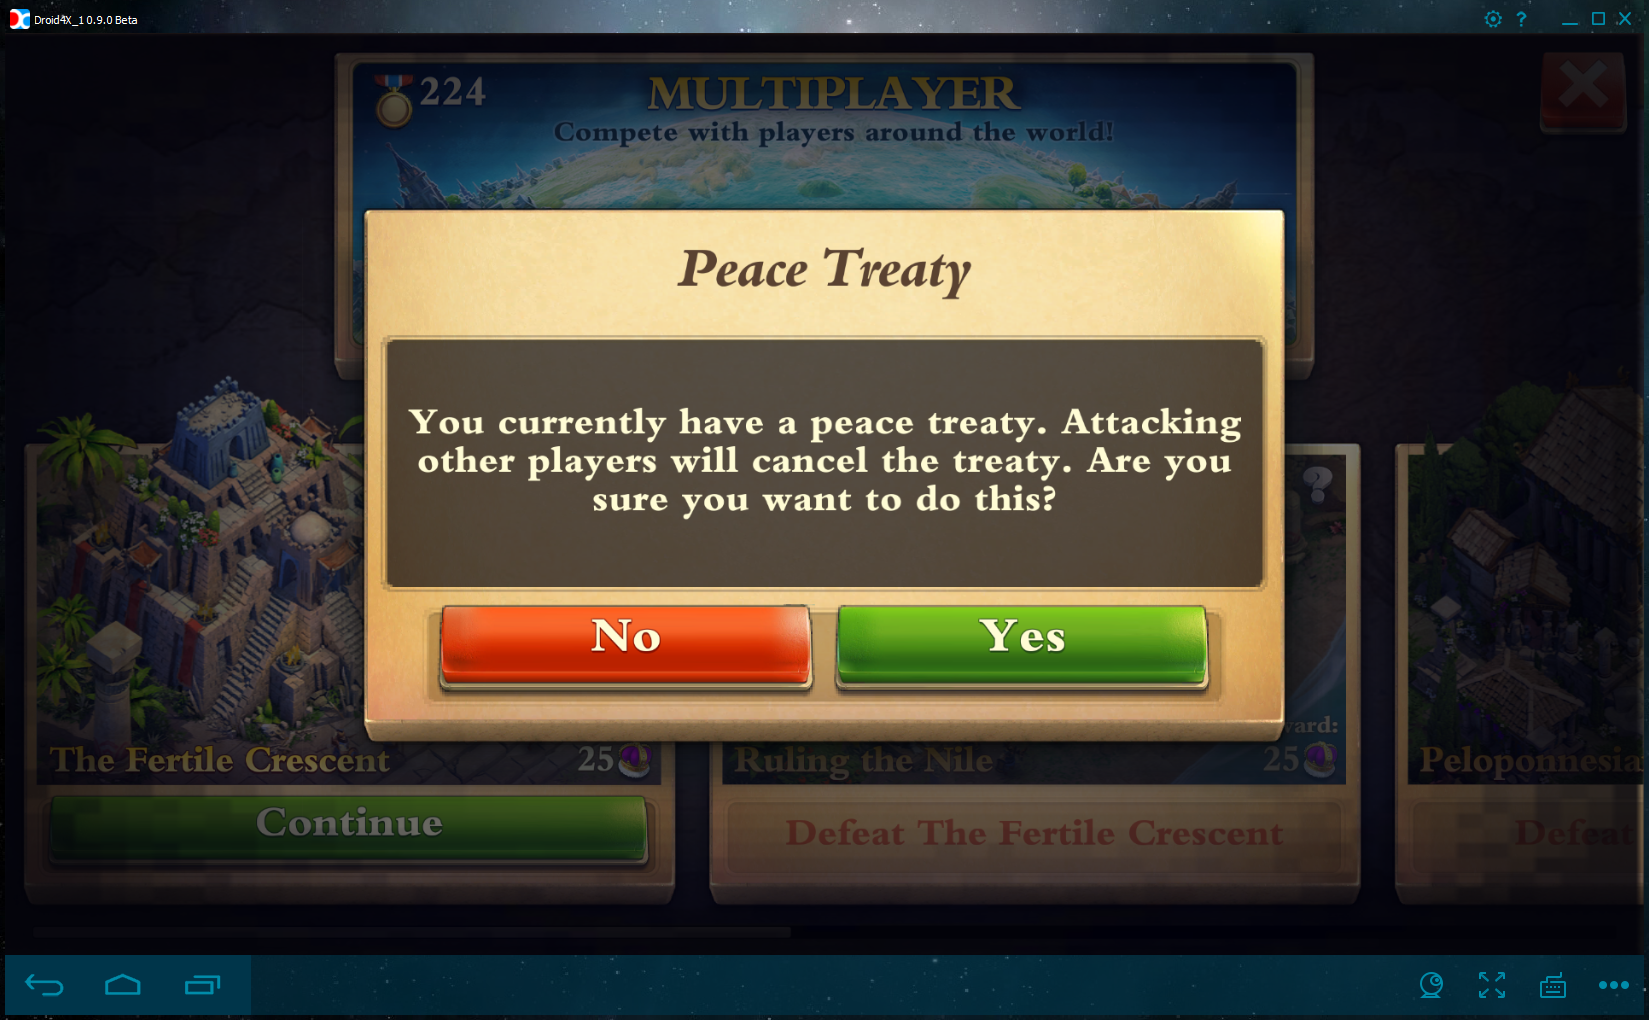 Droid4X_1 0.9.0 Beta
?
224
MULTIPLAYER
Compete with players around the world!
Peace Treaty
You currently have a peace treaty. Attacking
other players will cancel the treaty. Are you
sure you want to do this?
No
Yes
?
ward:
The Fertile Crescent
25
Ruling the Nile
25
Peloponnesia
Continue
Defeat The Fertile Crescent
Defeat